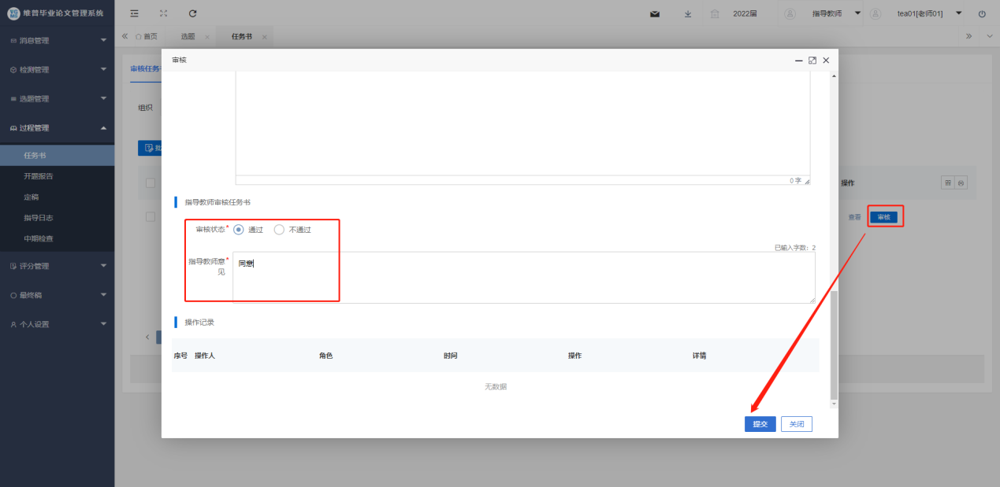 维普毕业论文管理系统
2022届
指导教师
tea01[老师01]
消息管理
检测管理
选题管理
过程管理
任务书
开题报告
定稿
指导日志
中期检查
评分管理
最终稿
个人设置
首页
选题
任务书
审核任务
组织
批
操作
查看
审核
审核
0 字
指导教师审核任务书
审核状态* 通过 不通过
已输入字数：2
指导教师意见*
同意
操作记录
序号 操作人 角色 时间 操作 详情
无数据
提交 关闭